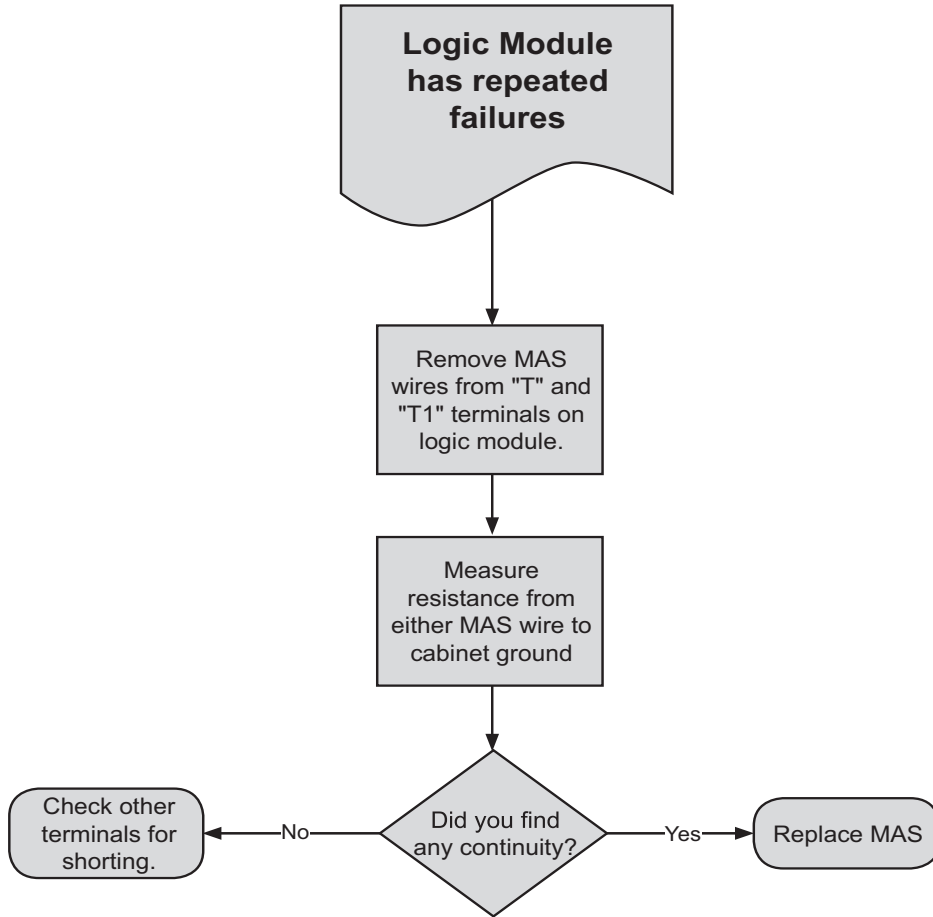 Logic Module
has repeated
failures
Remove MAS
wires from "T" and
"T1" terminals on
logic module.
Measure
resistance from
either MAS wire to
cabinet ground
Did you find
any continuity?
No
Check other
terminals for
shorting.
Yes
Replace MAS